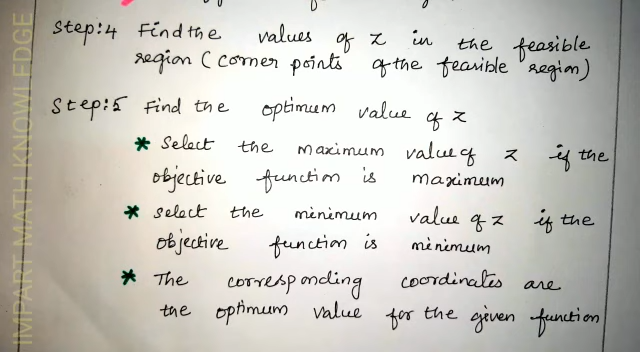 Step:4 Find the values of z in the feasible
region (corner points of the feasible region)
Step:5 Find the optimum value of z
* Select the maximum value of z if the
objective function is maximum
* select the minimum value of z if the
objective function is minimum
* The corresponding coordinates are
the optimum value for the given function
IMPART MATH KNOWLEDGE